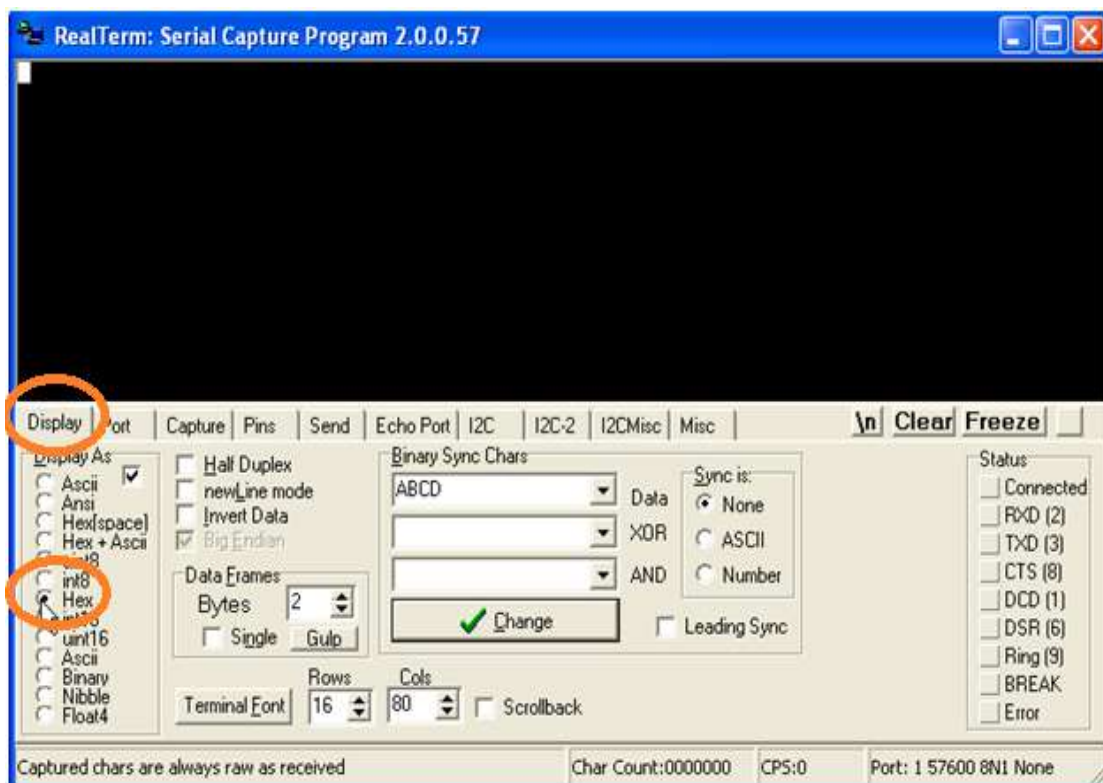 RealTerm: Serial Capture Program 2.0.0.57
Display
Port
Capture
Pins
Send
Echo Port
I2C
I2C-2
I2CMisc
Misc
\n
Clear
Freeze
Display As
Ascii
Ansi
Hex[space]
Hex + Ascii
uint8
int8
Hex
int16
uint16
Ascii
Binary
Nibble
Float4
Half Duplex
newLine mode
Invert Data
Big Endian
Data Frames
Bytes 2
Single
Gulp
Binary Sync Chars
ABCD
Data
XOR
AND
Change
Sync is:
None
ASCII
Number
Leading Sync
Terminal Font
Rows
16
Cols
80
Scrollback
Status
Connected
RXD (2)
TXD (3)
CTS (8)
DCD (1)
DSR (6)
Ring (9)
BREAK
Error
Captured chars are always raw as received
Char Count:0000000
CPS:0
Port: 1 57600 8N1 None